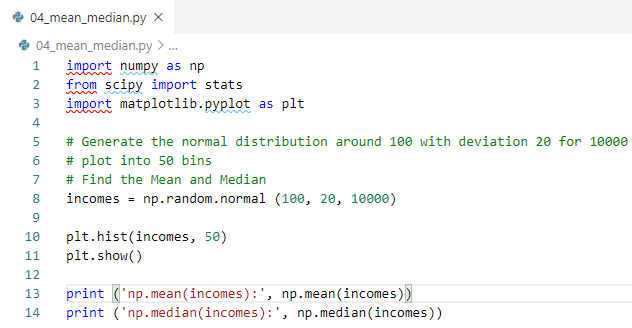 04_mean_median.py ×
04_mean_median.py > ...
1 import numpy as np
2 from scipy import stats
3 import matplotlib.pyplot as plt
4
5 # Generate the normal distribution around 100 with deviation 20 for 10000
6 # plot into 50 bins
7 # Find the Mean and Median
8 incomes = np.random.normal (100, 20, 10000)
9
10 plt.hist(incomes, 50)
11 plt.show()
12
13 print ('np.mean(incomes):', np.mean(incomes))
14 print ('np.median(incomes):', np.median(incomes))